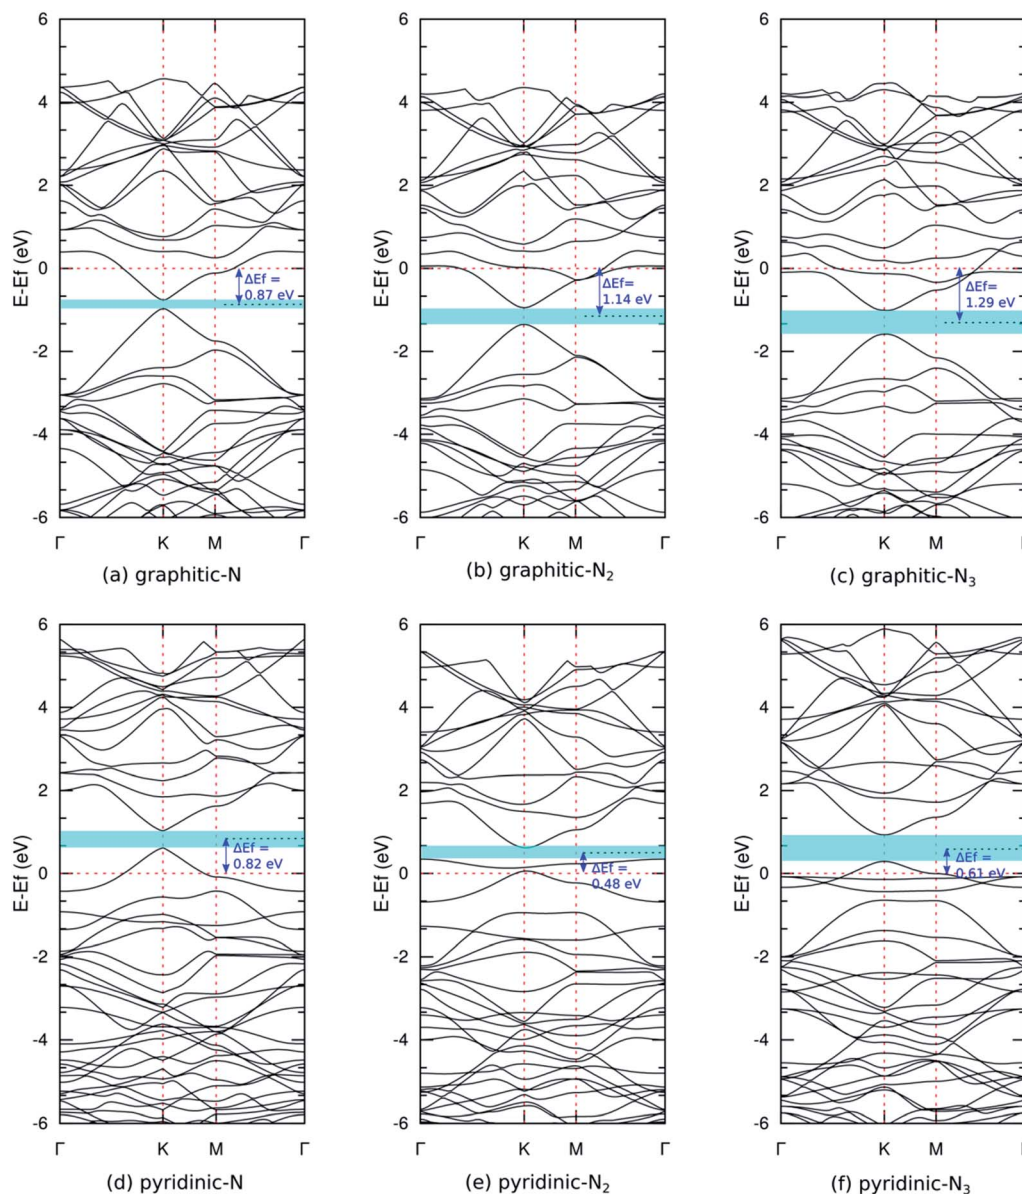 6
4
2
0
-2
-4
-6
E-Ef (eV)
ΔEf =
0.87 eV
Γ
K
M
Γ
(a) graphitic-N
6
4
2
0
-2
-4
-6
E-Ef (eV)
ΔEf=
1.14 eV
Γ
K
M
Γ
(b) graphitic-N₂
6
4
2
0
-2
-4
-6
E-Ef (eV)
ΔEf=
1.29 eV
Γ
K
M
(c) graphitic-N₃
6
4
2
0
-2
-4
-6
E-Ef (eV)
ΔEf =
0.82 eV
Γ
K
M
Γ
(d) pyridinic-N
6
4
2
0
-2
-4
-6
E-Ef (eV)
ΔEf =
0.48 eV
Γ
K
M
Γ
(e) pyridinic-N₂
6
4
2
0
-2
-4
-6
E-Ef (eV)
ΔEf =
0.61 eV
Γ
K
M
(f) pyridinic-N₃